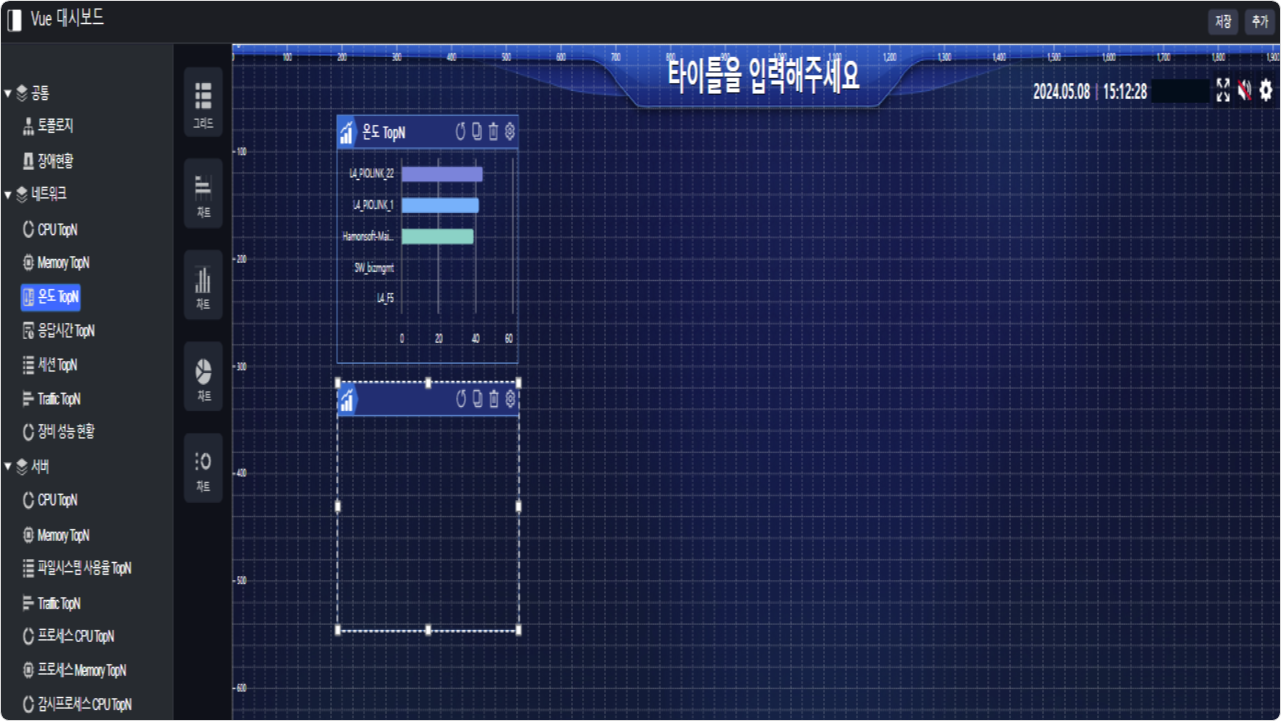 Vue 대시보드
저장
추가
공통
토폴로지
장애현황
네트워크
CPU TopN
Memory TopN
온도 TopN
응답시간 TopN
세션 TopN
Traffic TopN
장비 성능 현황
서버
CPU TopN
Memory TopN
파일시스템 사용율 TopN
Traffic TopN
프로세스 CPU TopN
프로세스 Memory TopN
감시프로세스 CPU TopN
그리드
차트
차트
차트
차트
0 100 200 300 400 500 600 700 800 900 1,000 1,100 1,200 1,300 1,400 1,500 1,600 1,700 1,800 1,900
100
200
300
400
500
600
타이틀을 입력해주세요
2024.05.08 | 15:12:28
온도 TopN
L4_PIOLINK_22
L4_PIOLINK_1
Hamonsoft-Mai...
SW_bizmgmt
L4_F5
0 20 40 60